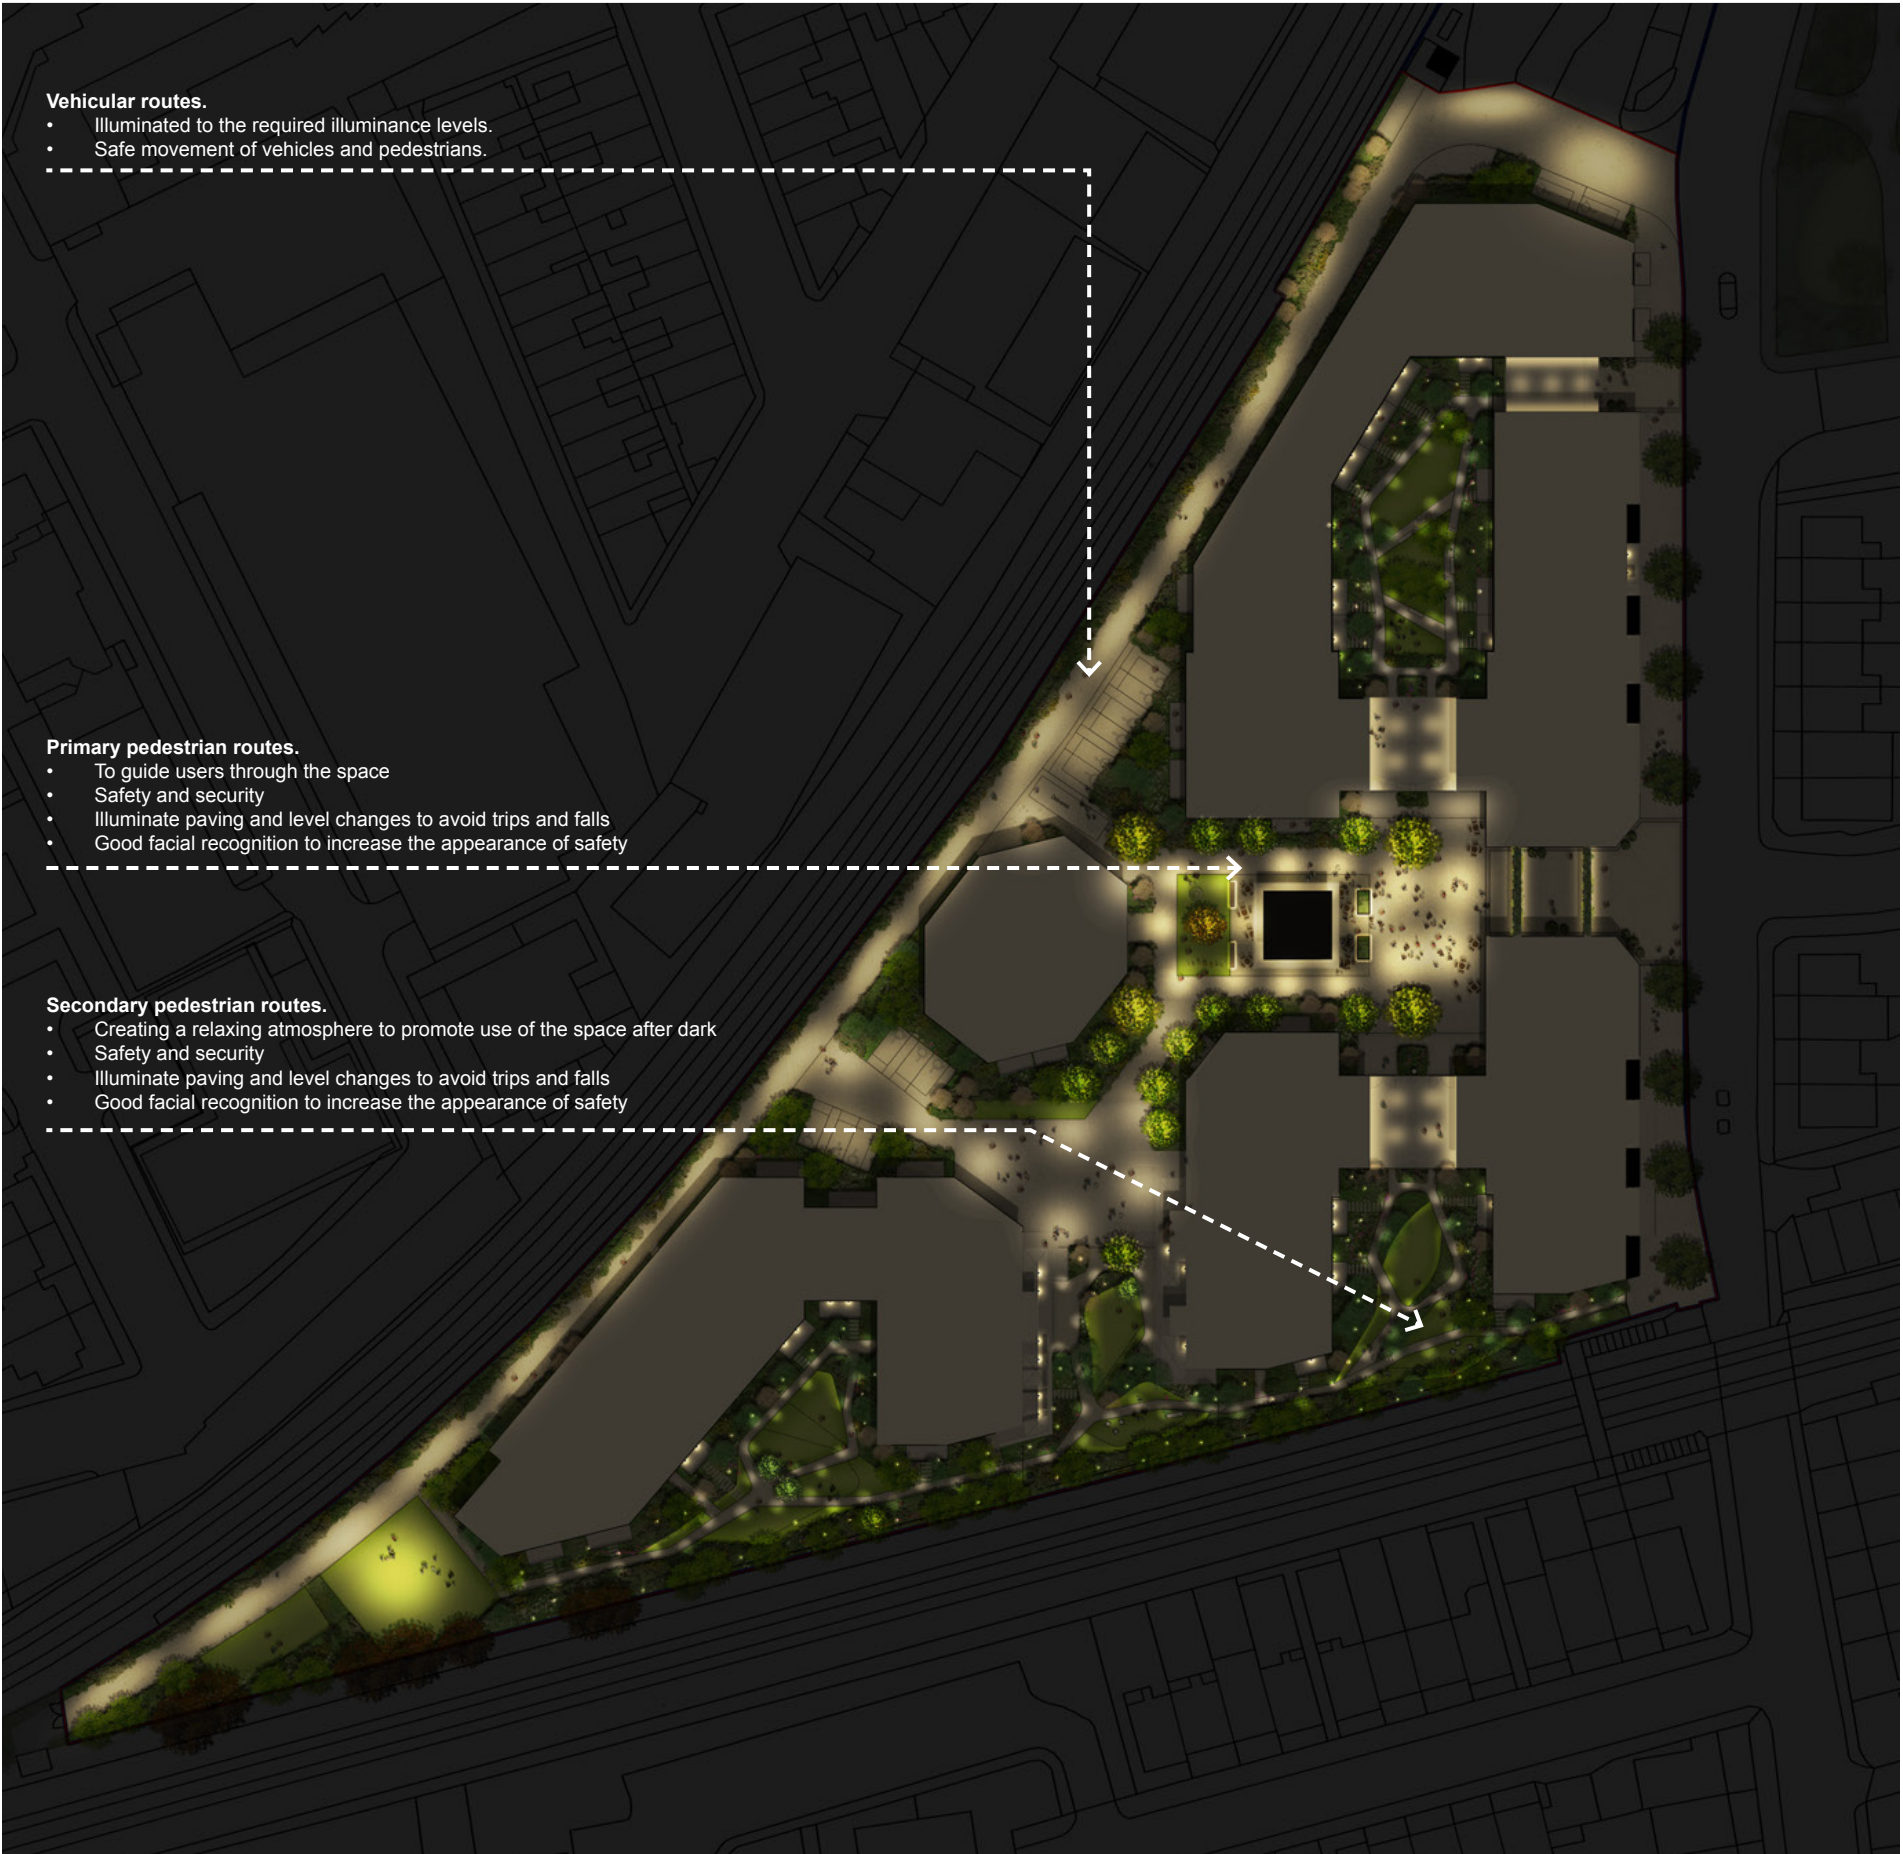 Vehicular routes.
• Illuminated to the required illuminance levels.
• Safe movement of vehicles and pedestrians.
Primary pedestrian routes.
• To guide users through the space
• Safety and security
• Illuminate paving and level changes to avoid trips and falls
• Good facial recognition to increase the appearance of safety
Secondary pedestrian routes.
• Creating a relaxing atmosphere to promote use of the space after dark
• Safety and security
• Illuminate paving and level changes to avoid trips and falls
• Good facial recognition to increase the appearance of safety